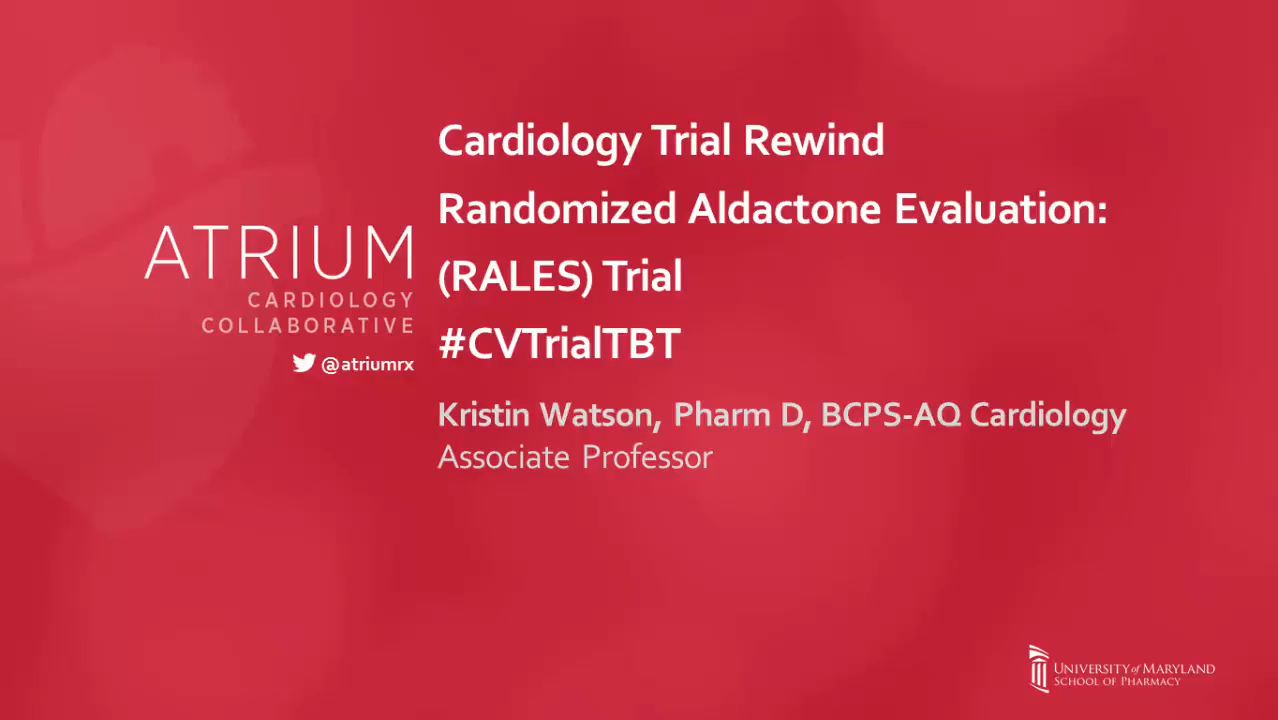 ATRIUM
CARDIOLOGY
COLLABORATIVE
@atriumrx
Cardiology Trial Rewind
Randomized Aldactone Evaluation:
(RALES) Trial
#CVTrialTBT
Kristin Watson, Pharm D, BCPS-AQ Cardiology
Associate Professor
UNIVERSITY of MARYLAND
SCHOOL OF PHARMACY